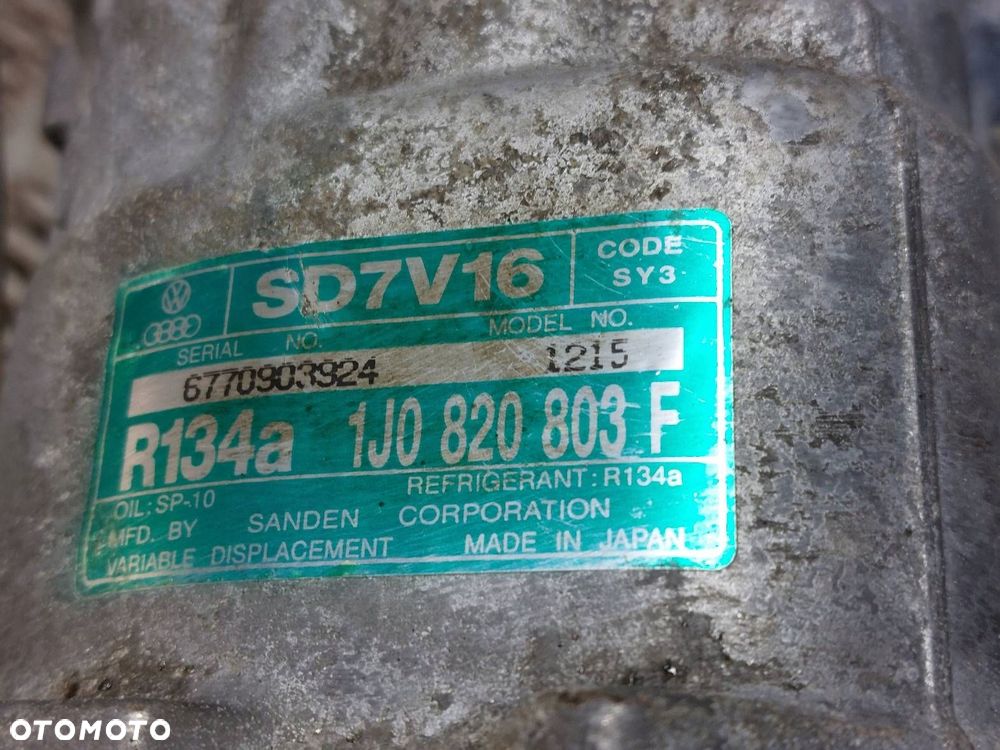 SD7V16
CODE
SY3
SERIAL NO. MODEL NO.
6770903924 1215
R134a 1J0 820 803 F
OIL: SP-10 REFRIGERANT: R134a
MFD. BY SANDEN CORPORATION
VARIABLE DISPLACEMENT MADE IN JAPAN
OTOMOTO